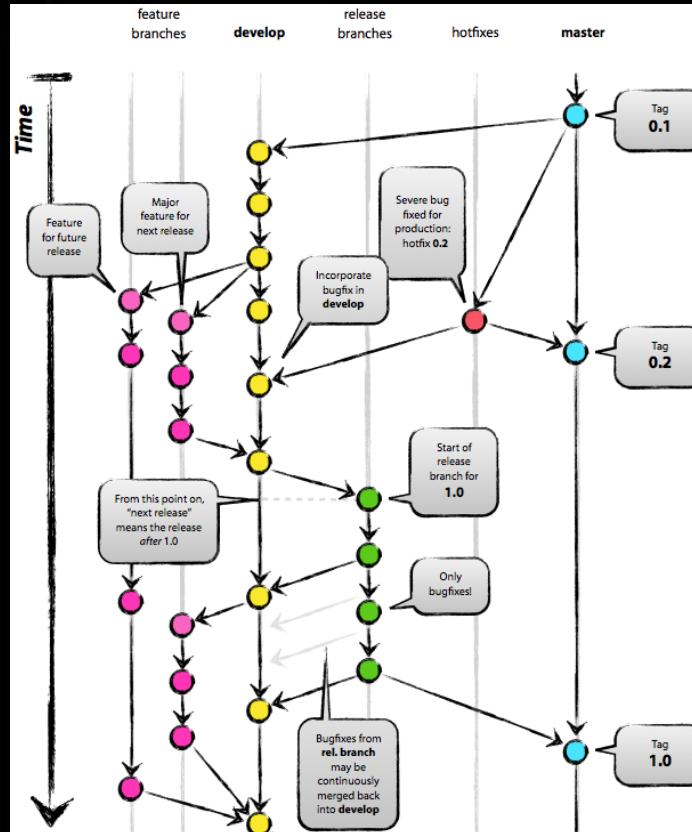 feature
branches
develop
release
branches
hotfixes
master
Time
Tag
0.1
Severe bug
fixed for
production:
hotfix 0.2
Major
feature for
next release
Feature
for future
release
Incorporate
bugfix in
develop
Tag
0.2
Start of
release
branch for
1.0
From this point on,
“next release”
means the release
after 1.0
Only
bugfixes!
Bugfixes from
rel. branch
may be
continuously
merged back
into develop
Tag
1.0